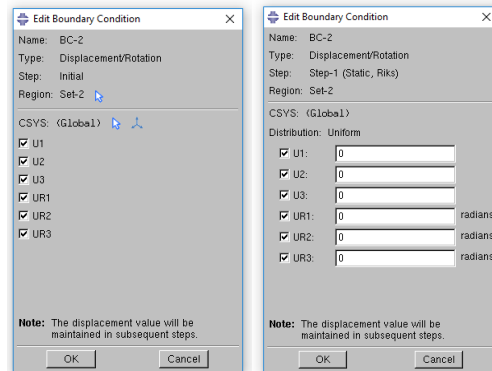 Edit Boundary Condition
Name: BC-2
Type: Displacement/Rotation
Step: Initial
Region: Set-2
CSYS: (Global)
U1
U2
U3
UR1
UR2
UR3
Note: The displacement value will be
maintained in subsequent steps.
OK Cancel
Edit Boundary Condition
Name: BC-2
Type: Displacement/Rotation
Step: Step-1 (Static, Riks)
Region: Set-2
CSYS: (Global)
Distribution: Uniform
U1: 0
U2: 0
U3: 0
UR1: 0 radians
UR2: 0 radians
UR3: 0 radians
Note: The displacement value will be
maintained in subsequent steps.
OK Cancel